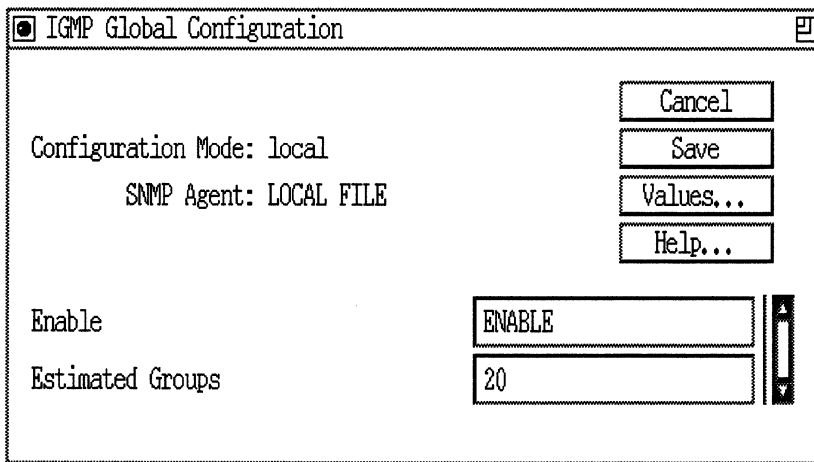 IGMP Global Configuration
Cancel
Configuration Mode: local
Save
SNMP Agent: LOCAL FILE
Values...
Help...
Enable
ENABLE
Estimated Groups
20